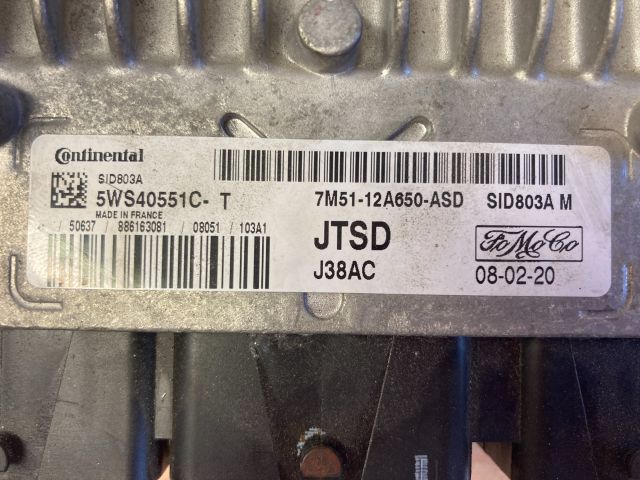 Continental
SID803A
5WS40551C- T
MADE IN FRANCE
/ 50637 / 886163081 / 08051 / 103A1
7M51-12A650-ASD SID803A M
JTSD
J38AC
FoMoCo
08-02-20